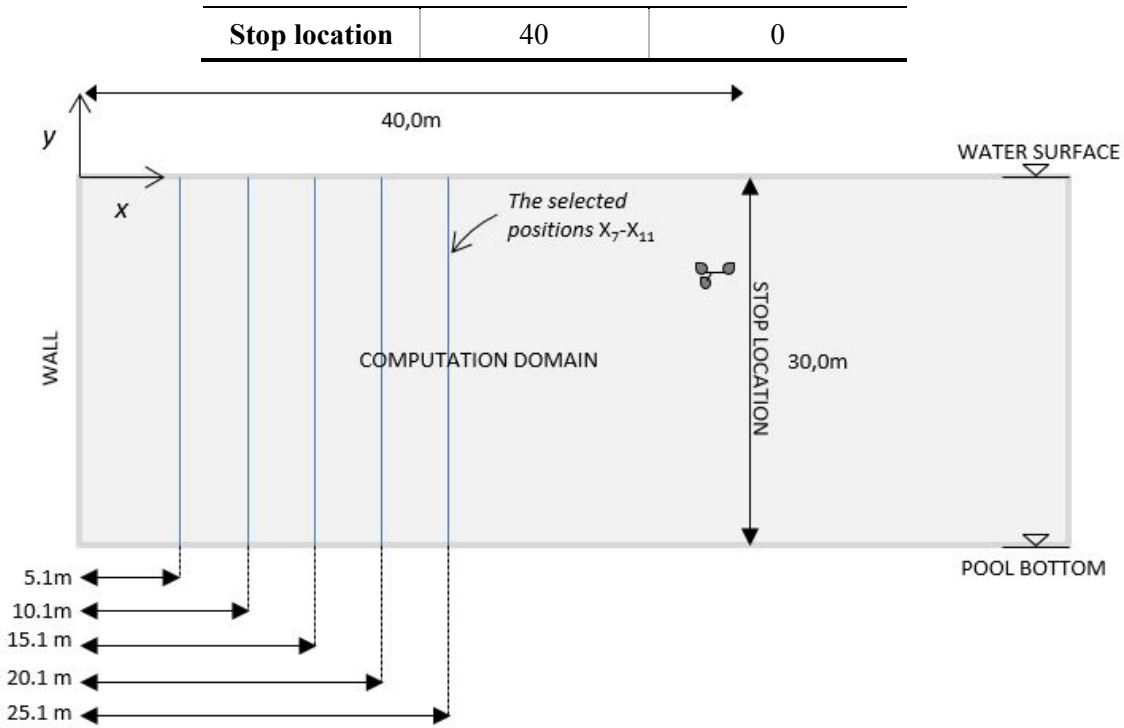 Stop location 40 0
40,0m
y
x
WATER SURFACE
The selected
positions X₇-X₁₁
WALL
COMPUTATION DOMAIN
STOP LOCATION
30,0m
POOL BOTTOM
5.1m
10.1m
15.1 m
20.1 m
25.1 m